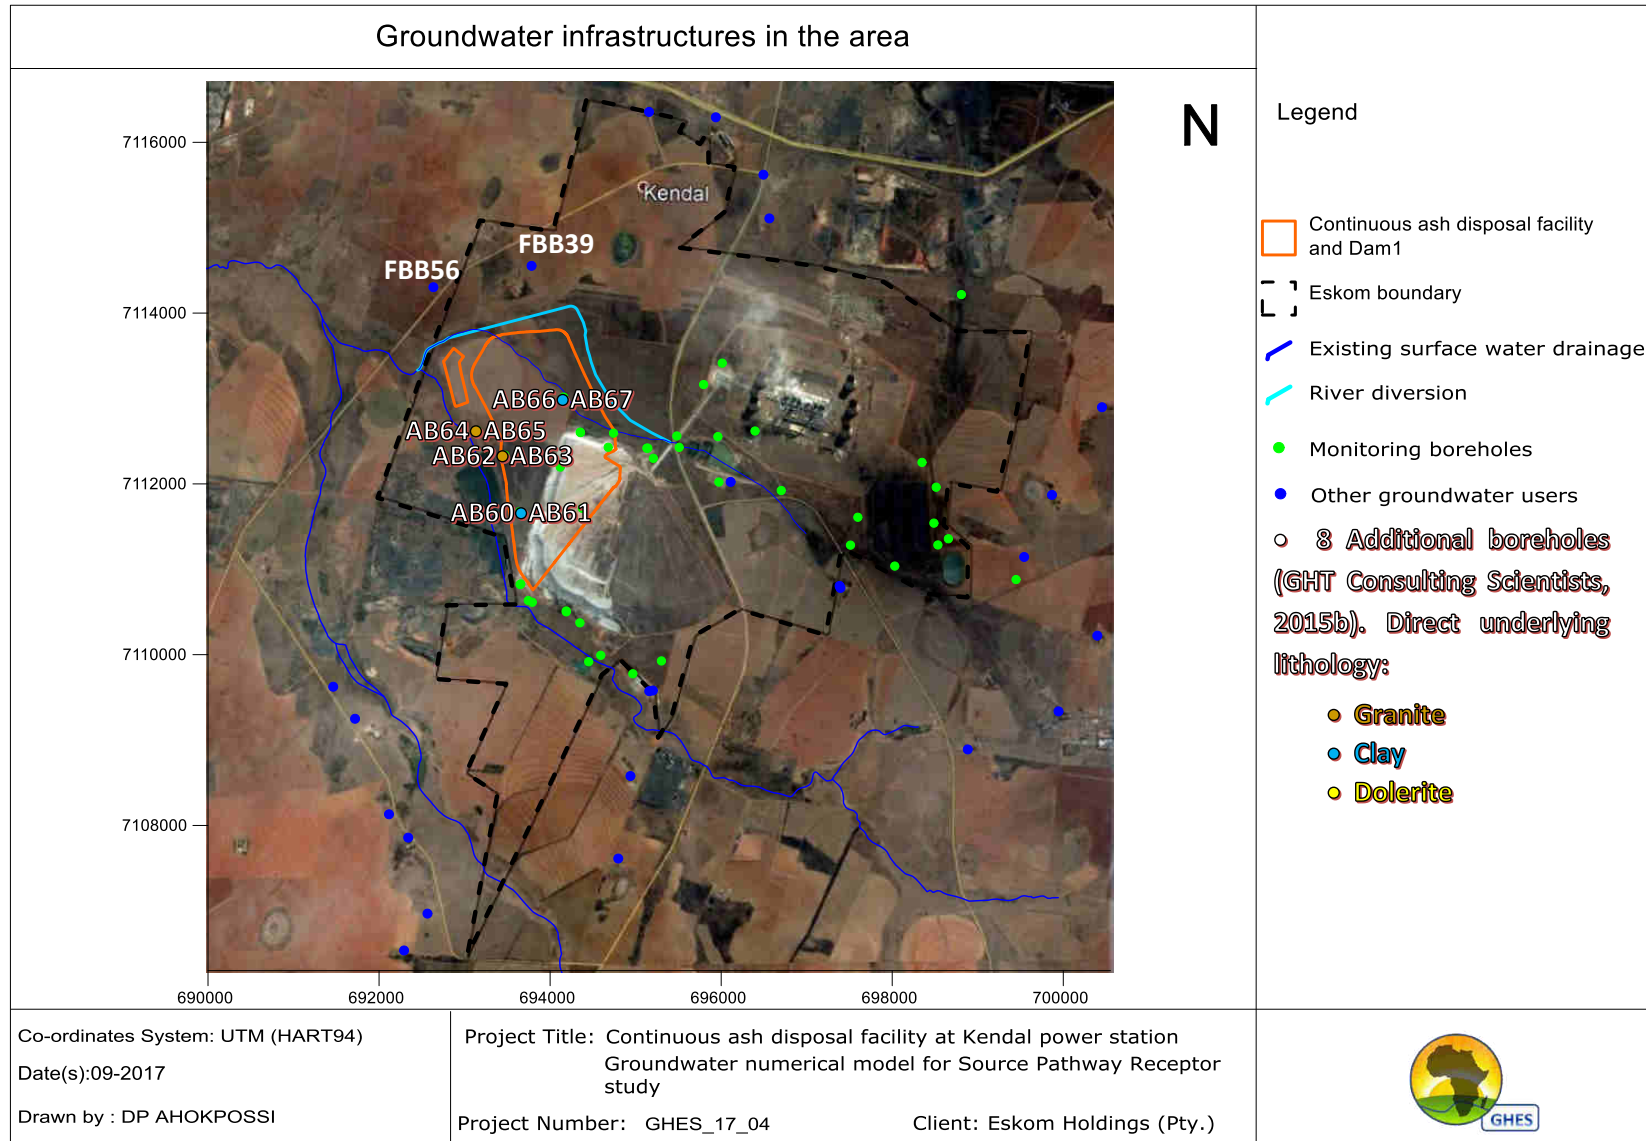 Groundwater infrastructures in the area
N
7116000
7114000
7112000
7110000
7108000
690000
692000
694000
696000
698000
700000
Kendal
FBB39
FBB56
AB66 AB67
AB64 AB65
AB62 AB63
AB60 AB61
Legend
Continuous ash disposal facility
and Dam1
Eskom boundary
Existing surface water drainage
River diversion
Monitoring boreholes
Other groundwater users
8 Additional boreholes
(GHT Consulting Scientists,
2015b). Direct underlying
lithology:
Granite
Clay
Dolerite
Co-ordinates System: UTM (HART94)
Date(s):09-2017
Drawn by : DP AHOKPOSSI
Project Title: Continuous ash disposal facility at Kendal power station
Groundwater numerical model for Source Pathway Receptor
study
Project Number: GHES_17_04
Client: Eskom Holdings (Pty.)
GHES